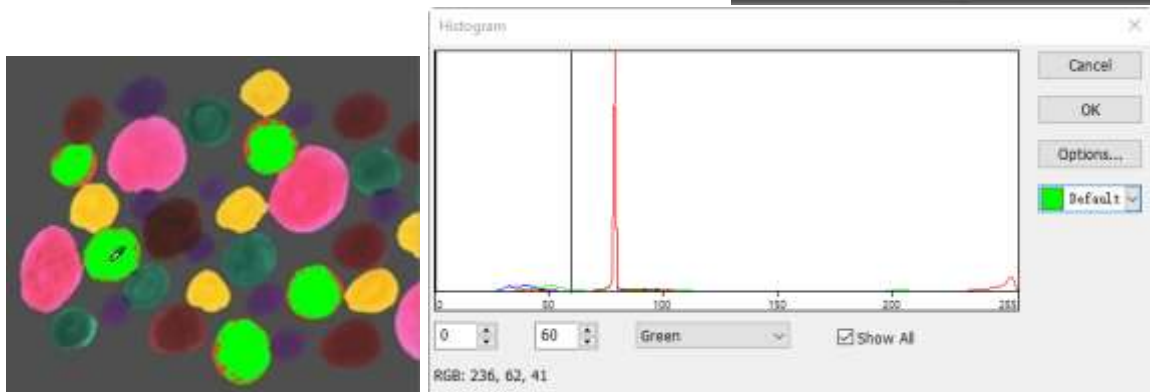 Histogram
Cancel
OK
Options...
Default
0 50 100 150 200 255
0 60 Green Show All
RGB: 236, 62, 41